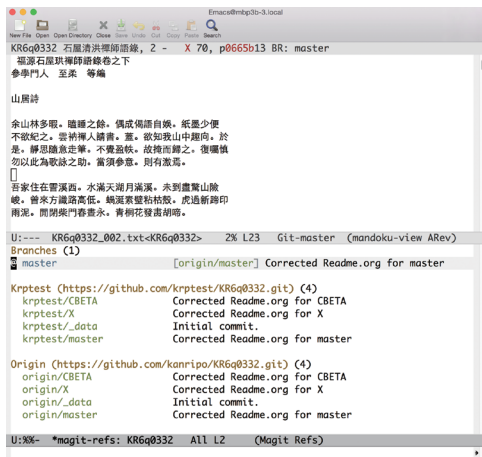 Emacs@mbp3b-3.local
New File Open Open Directory Close Save Undo Cut Copy Paste Search
KR6q0332 石屋清洪禪師語錄, 2 - X 70, p0665b13 BR: master
福源石屋珙禪師語錄卷之下
參學門人 至柔 等編
山居詩
余山林多暇。瞌睡之餘。偶成偈語自娛。紙墨少便
不欲紀之。雲衲禪人請書。蓋。欲知我山中趣向。於
是。靜思隨意走筆。不覺盈帙。故掩而歸之。復囑慎
勿以此為歌詠之助。當須參意。則有激焉。
吾家住在霅溪西。水滿天湖月滿溪。未到盡驚山險
峻。曾來方識路高低。蝸涎素壁粘枯殼。虎過新蹄印
雨泥。閒閉柴門春晝永。青桐花發畫胡啼。
U:--- KR6q0332_002.txt<KR6q0332> 2% L23 Git-master (mandoku-view ARev)
Branches (1)
@ master [origin/master] Corrected Readme.org for master
Krptest (https://github.com/krptest/KR6q0332.git) (4)
krptest/CBETA Corrected Readme.org for CBETA
krptest/X Corrected Readme.org for X
krptest/_data Initial commit.
krptest/master Corrected Readme.org for master
Origin (https://github.com/kanripo/KR6q0332.git) (4)
origin/CBETA Corrected Readme.org for CBETA
origin/X Corrected Readme.org for X
origin/_data Initial commit.
origin/master Corrected Readme.org for master
U:%%- *magit-refs: KR6q0332 All L2 (Magit Refs)